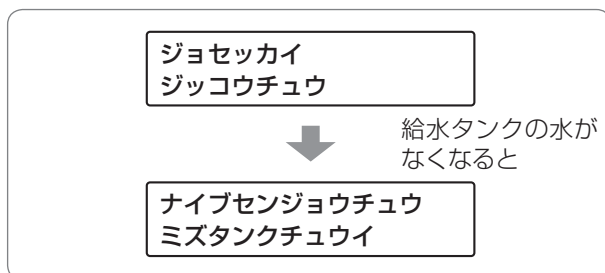 ジョセッカイ
ジッコウチュウ
給水タンクの水が
なくなると
ナイブセンジョウチュウ
ミズタンクチュウイ